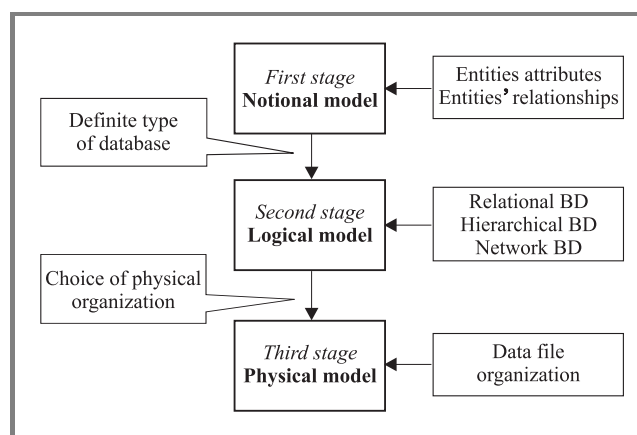 First stage
Notional model
Entities attributes
Entities’ relationships
Definite type
of database
Second stage
Logical model
Relational BD
Hierarchical BD
Network BD
Choice of physical
organization
Third stage
Physical model
Data file
organization